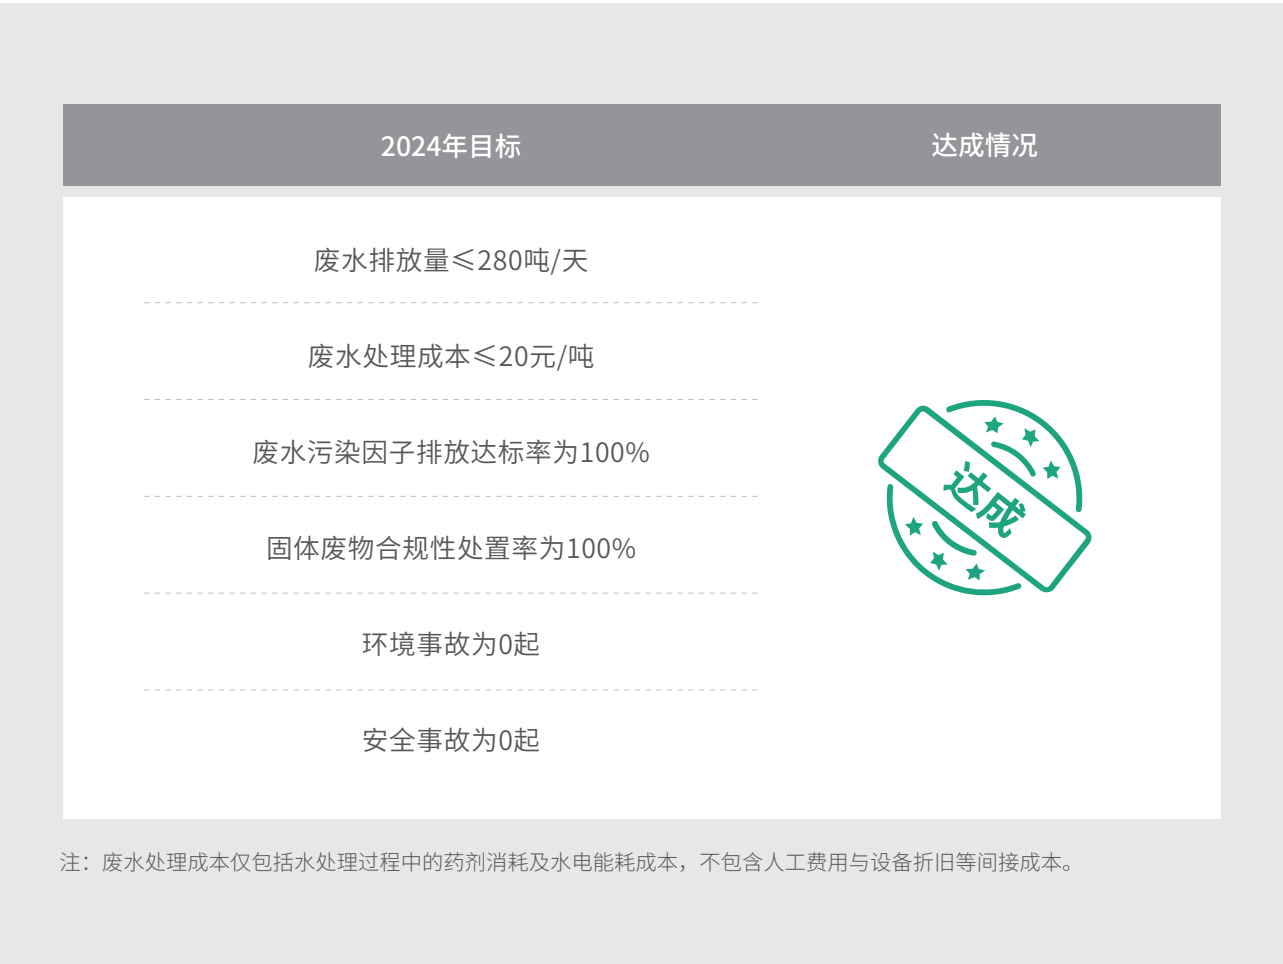 2024年目标
达成情况
废水排放量≤280吨/天
废水处理成本≤20元/吨
废水污染因子排放达标率为100%
固体废物合规性处置率为100%
环境事故为0起
安全事故为0起
达成
注：废水处理成本仅包括水处理过程中的药剂消耗及水电能耗成本，不包含人工费用与设备折旧等间接成本。